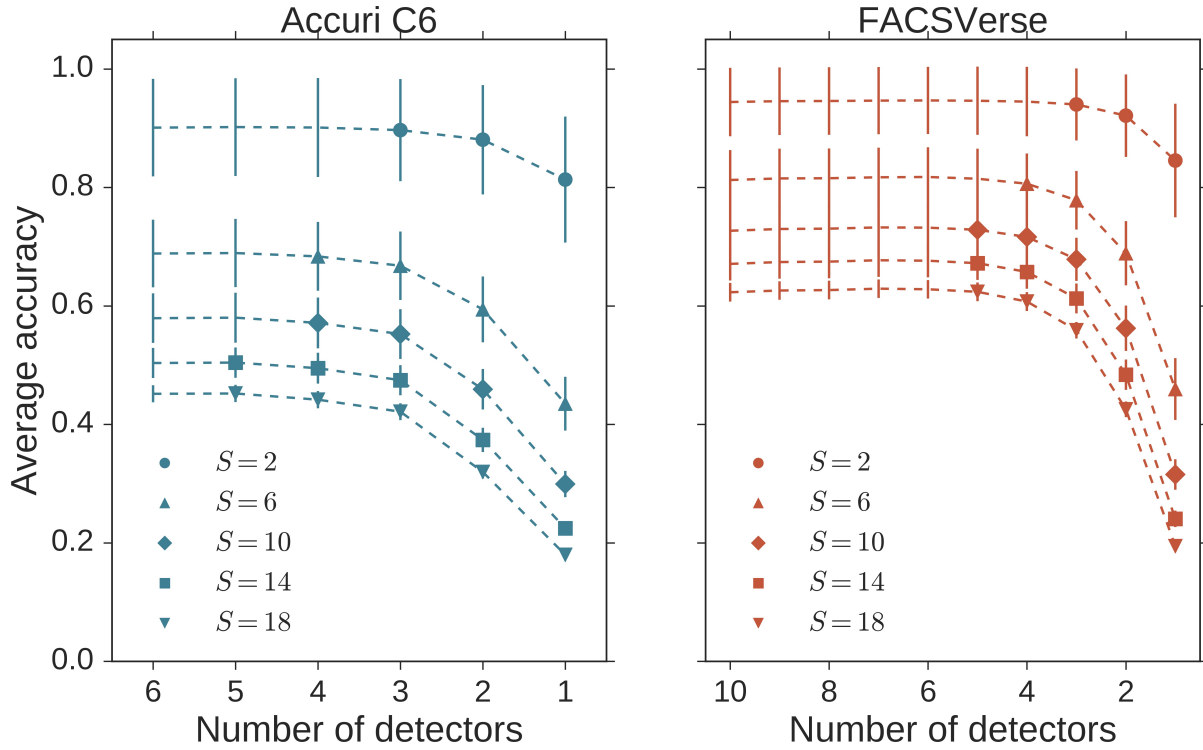 Accuri C6
FACSVerse
Average accuracy
1.0
0.8
0.6
0.4
0.2
0.0
S = 2
S = 6
S = 10
S = 14
S = 18
6 5 4 3 2 1
Number of detectors
S = 2
S = 6
S = 10
S = 14
S = 18
10 8 6 4 2
Number of detectors